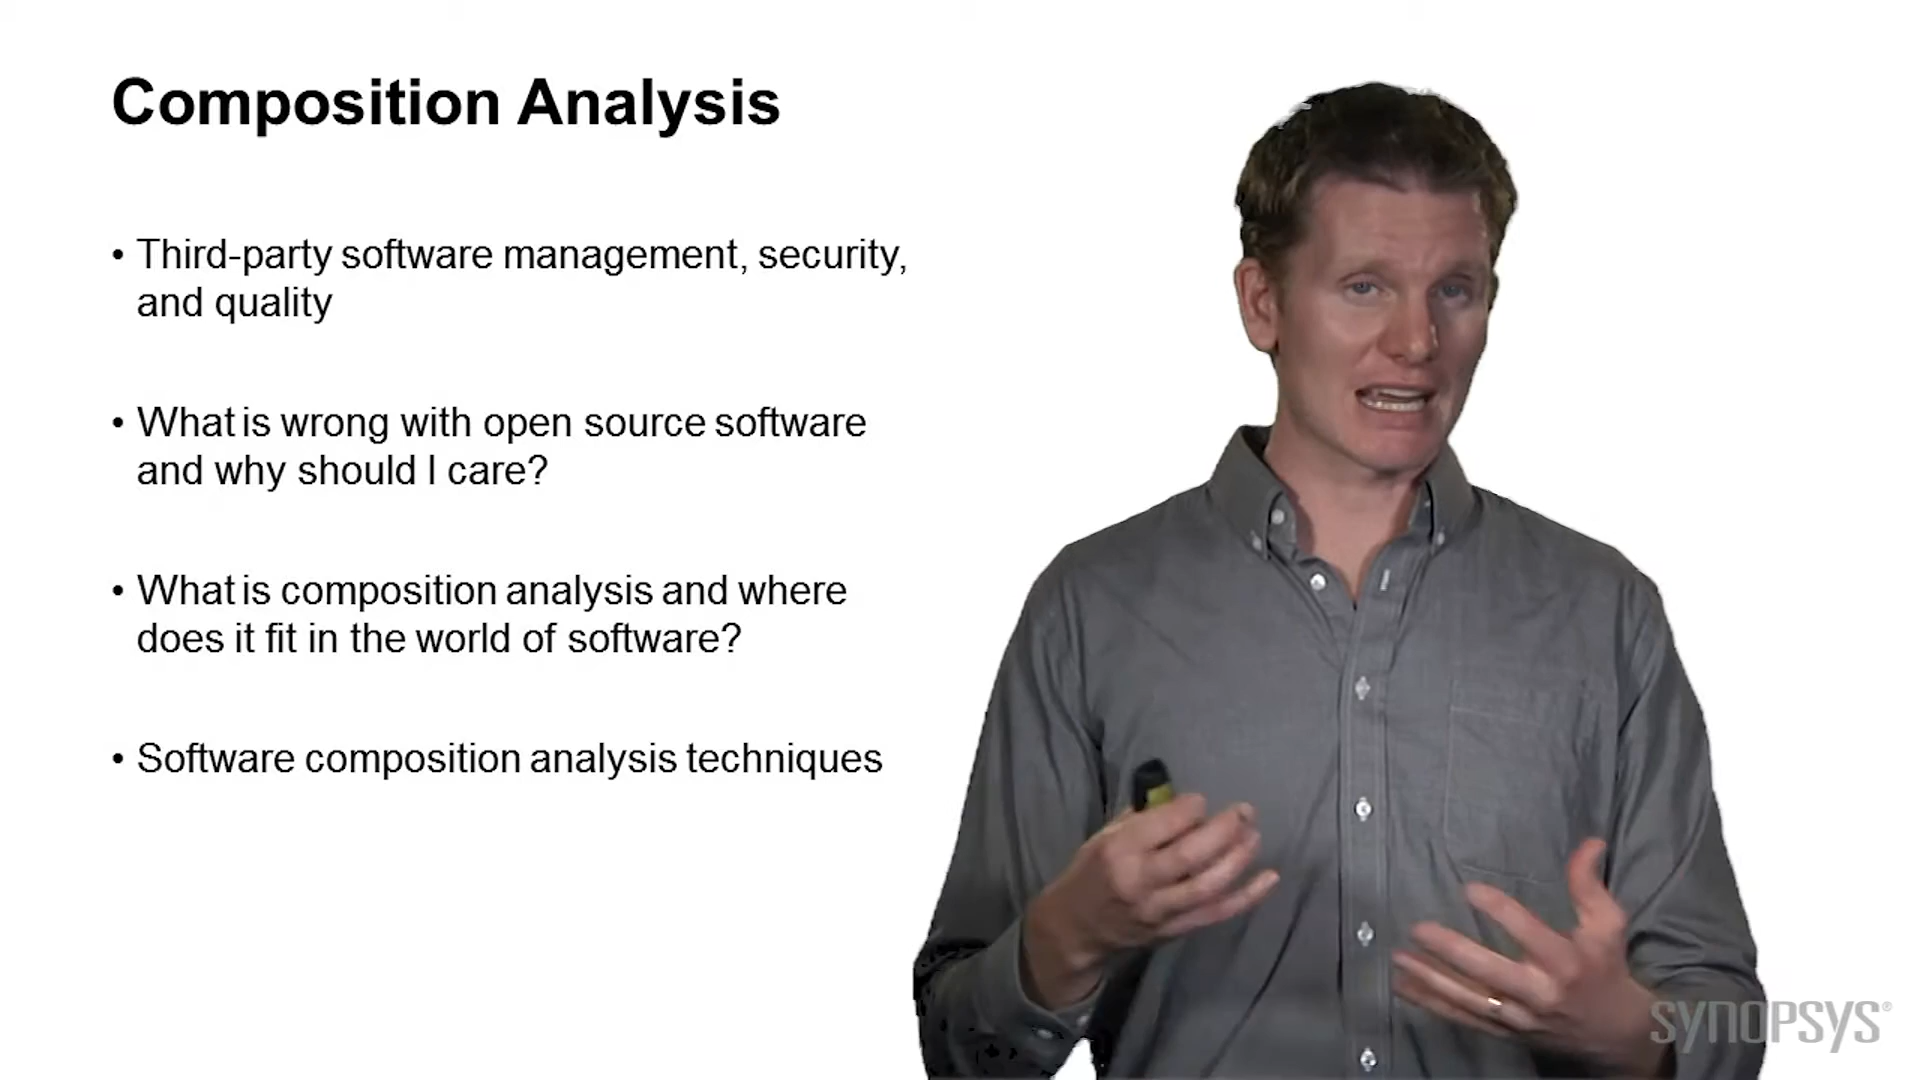 Composition Analysis
• Third-party software management, security,
and quality
• What is wrong with open source software
and why should I care?
• What is composition analysis and where
does it fit in the world of software?
• Software composition analysis techniques
SYNOPSYS®